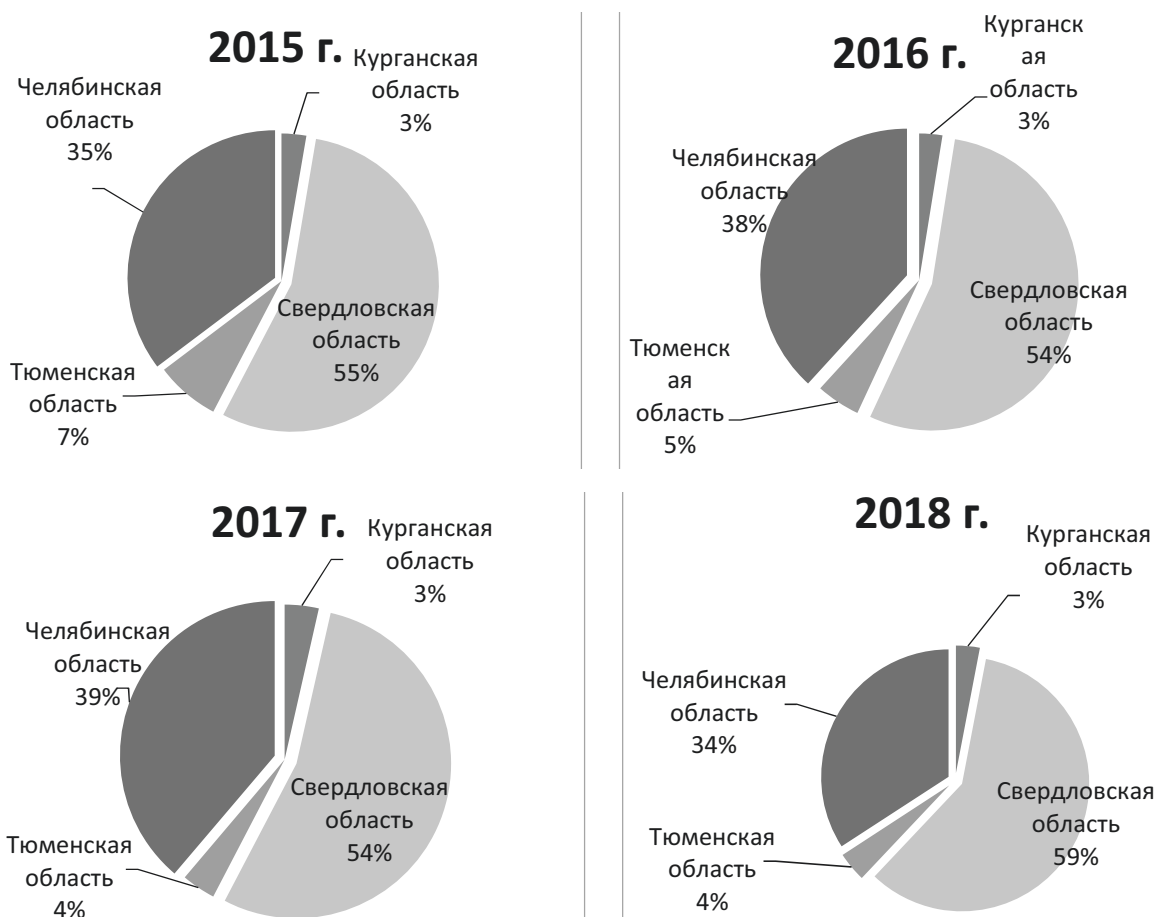 2015 г.
Курганская
область
3%
Челябинская
область
35%
Свердловская
область
55%
Тюменская
область
7%
2016 г.
Курганск
ая
область
3%
Челябинская
область
38%
Свердловская
область
54%
Тюменск
ая
область
5%
2017 г.
Курганская
область
3%
Челябинская
область
39%
Свердловская
область
54%
Тюменская
область
4%
2018 г.
Курганская
область
3%
Челябинская
область
34%
Свердловская
область
59%
Тюменская
область
4%